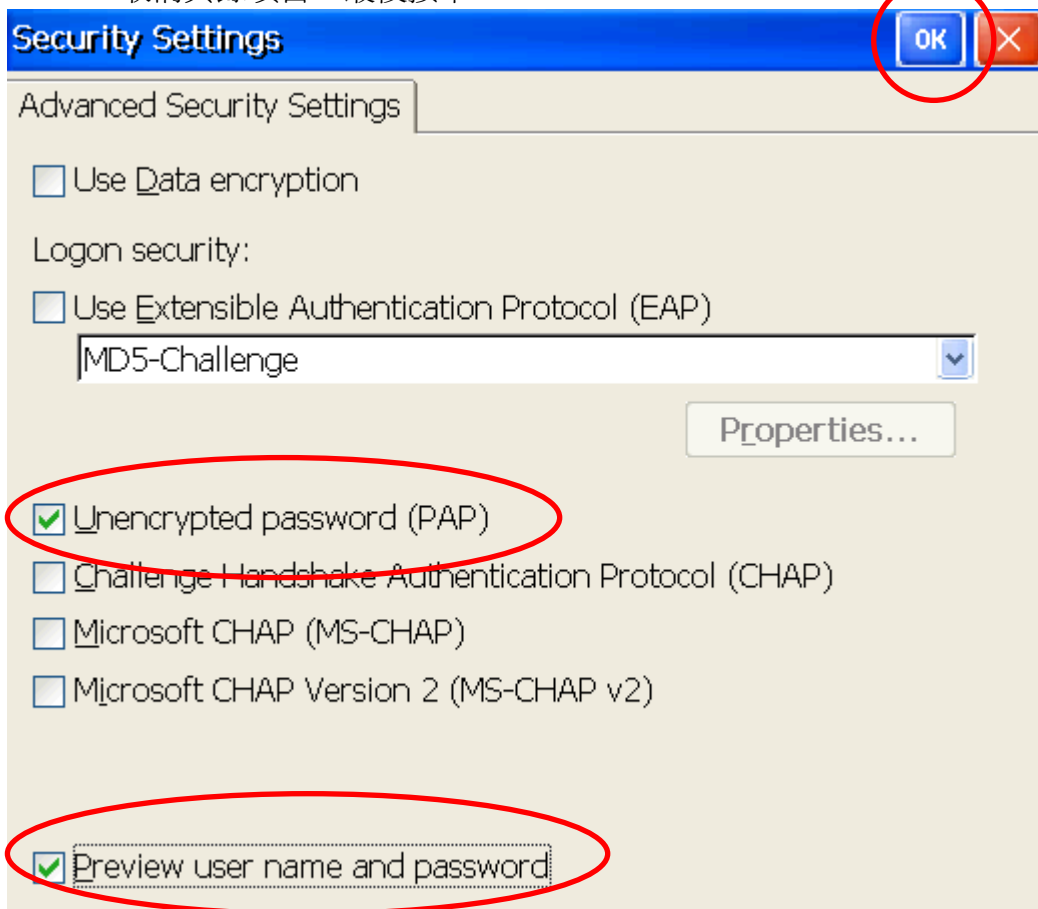 Security Settings OK
Advanced Security Settings
Use Data encryption
Logon security:
Use Extensible Authentication Protocol (EAP)
MD5-Challenge
Properties...
Unencrypted password (PAP)
Challenge Handshake Authentication Protocol (CHAP)
Microsoft CHAP (MS-CHAP)
Microsoft CHAP Version 2 (MS-CHAP v2)
Preview user name and password